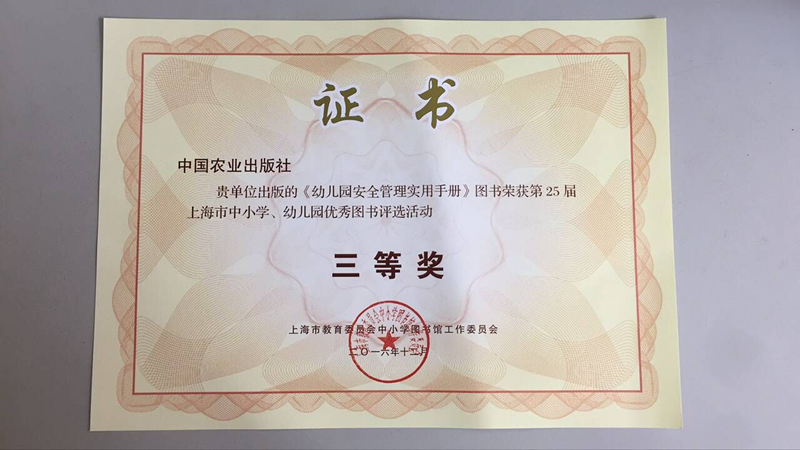 证书
中国农业出版社
贵单位出版的《幼儿园安全管理实用手册》图书荣获第25届
上海市中小学、幼儿园优秀图书评选活动
三等奖
上海市教育委员会中小学图书馆工作委员会
二〇一六年十二月